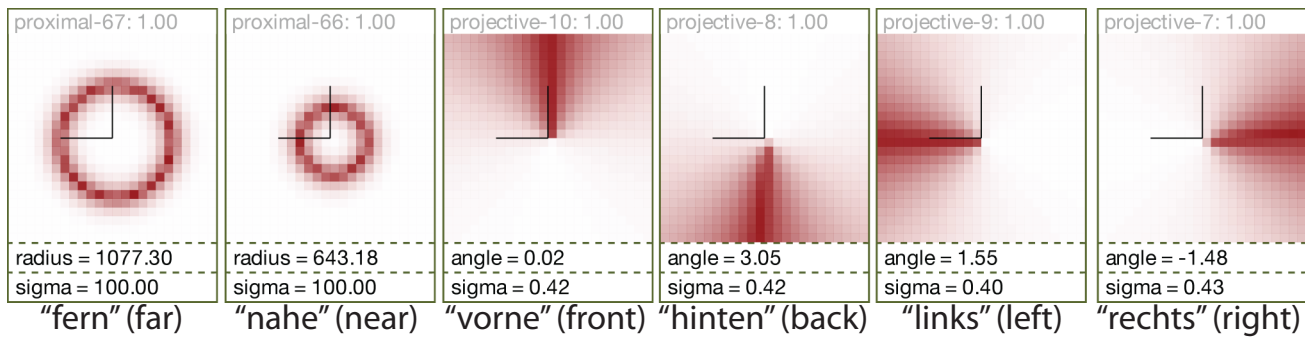 proximal-67: 1.00 proximal-66: 1.00 projective-10: 1.00 projective-8: 1.00 projective-9: 1.00 projective-7: 1.00
radius = 1077.30 radius = 643.18 angle = 0.02 angle = 3.05 angle = 1.55 angle = -1.48
sigma = 100.00 sigma = 100.00 sigma = 0.42 sigma = 0.42 sigma = 0.40 sigma = 0.43
“fern” (far) “nahe” (near) “vorne” (front) “hinten” (back) “links” (left) “rechts” (right)